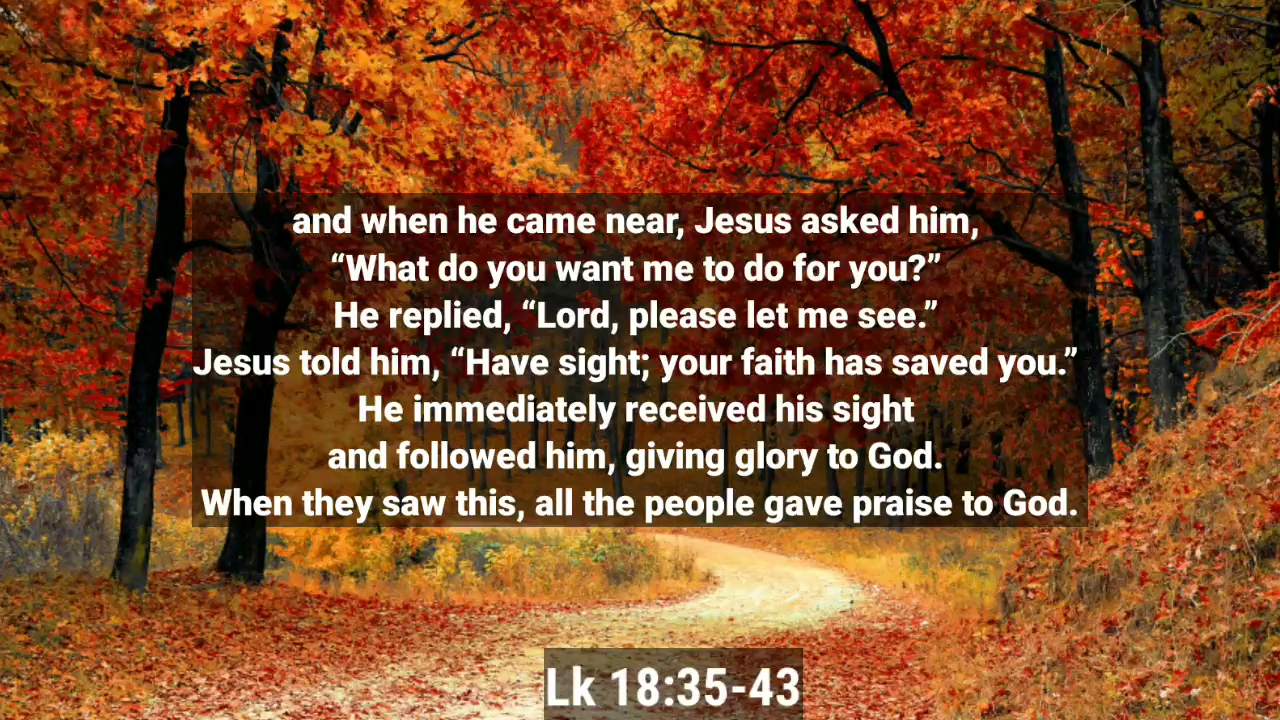 and when he came near, Jesus asked him,
“What do you want me to do for you?”
He replied, “Lord, please let me see.”
Jesus told him, “Have sight; your faith has saved you.”
He immediately received his sight
and followed him, giving glory to God.
When they saw this, all the people gave praise to God.
Lk 18:35-43